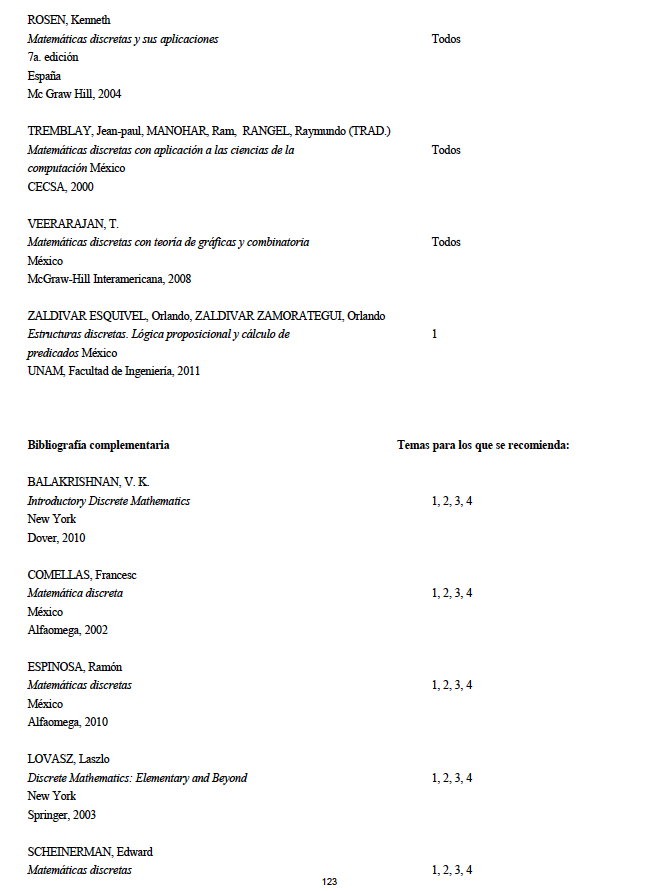 ROSEN, Kenneth
Matemáticas discretas y sus aplicaciones Todos
7a. edición
España
Mc Graw Hill, 2004
TREMBLAY, Jean-paul, MANOHAR, Ram, RANGEL, Raymundo (TRAD.)
Matemáticas discretas con aplicación a las ciencias de la Todos
computación México
CECSA, 2000
VEERARAJAN, T.
Matemáticas discretas con teoría de gráficas y combinatoria Todos
México
McGraw-Hill Interamericana, 2008
ZALDIVAR ESQUIVEL, Orlando, ZALDIVAR ZAMORATEGUI, Orlando
Estructuras discretas. Lógica proposicional y cálculo de 1
predicados México
UNAM, Facultad de Ingeniería, 2011
Bibliografía complementaria Temas para los que se recomienda:
BALAKRISHNAN, V. K.
Introductory Discrete Mathematics 1, 2, 3, 4
New York
Dover, 2010
COMELLAS, Francesc
Matemática discreta 1, 2, 3, 4
México
Alfaomega, 2002
ESPINOSA, Ramón
Matemáticas discretas 1, 2, 3, 4
México
Alfaomega, 2010
LOVASZ, Laszlo
Discrete Mathematics: Elementary and Beyond 1, 2, 3, 4
New York
Springer, 2003
SCHEINERMAN, Edward
Matemáticas discretas 1, 2, 3, 4
123